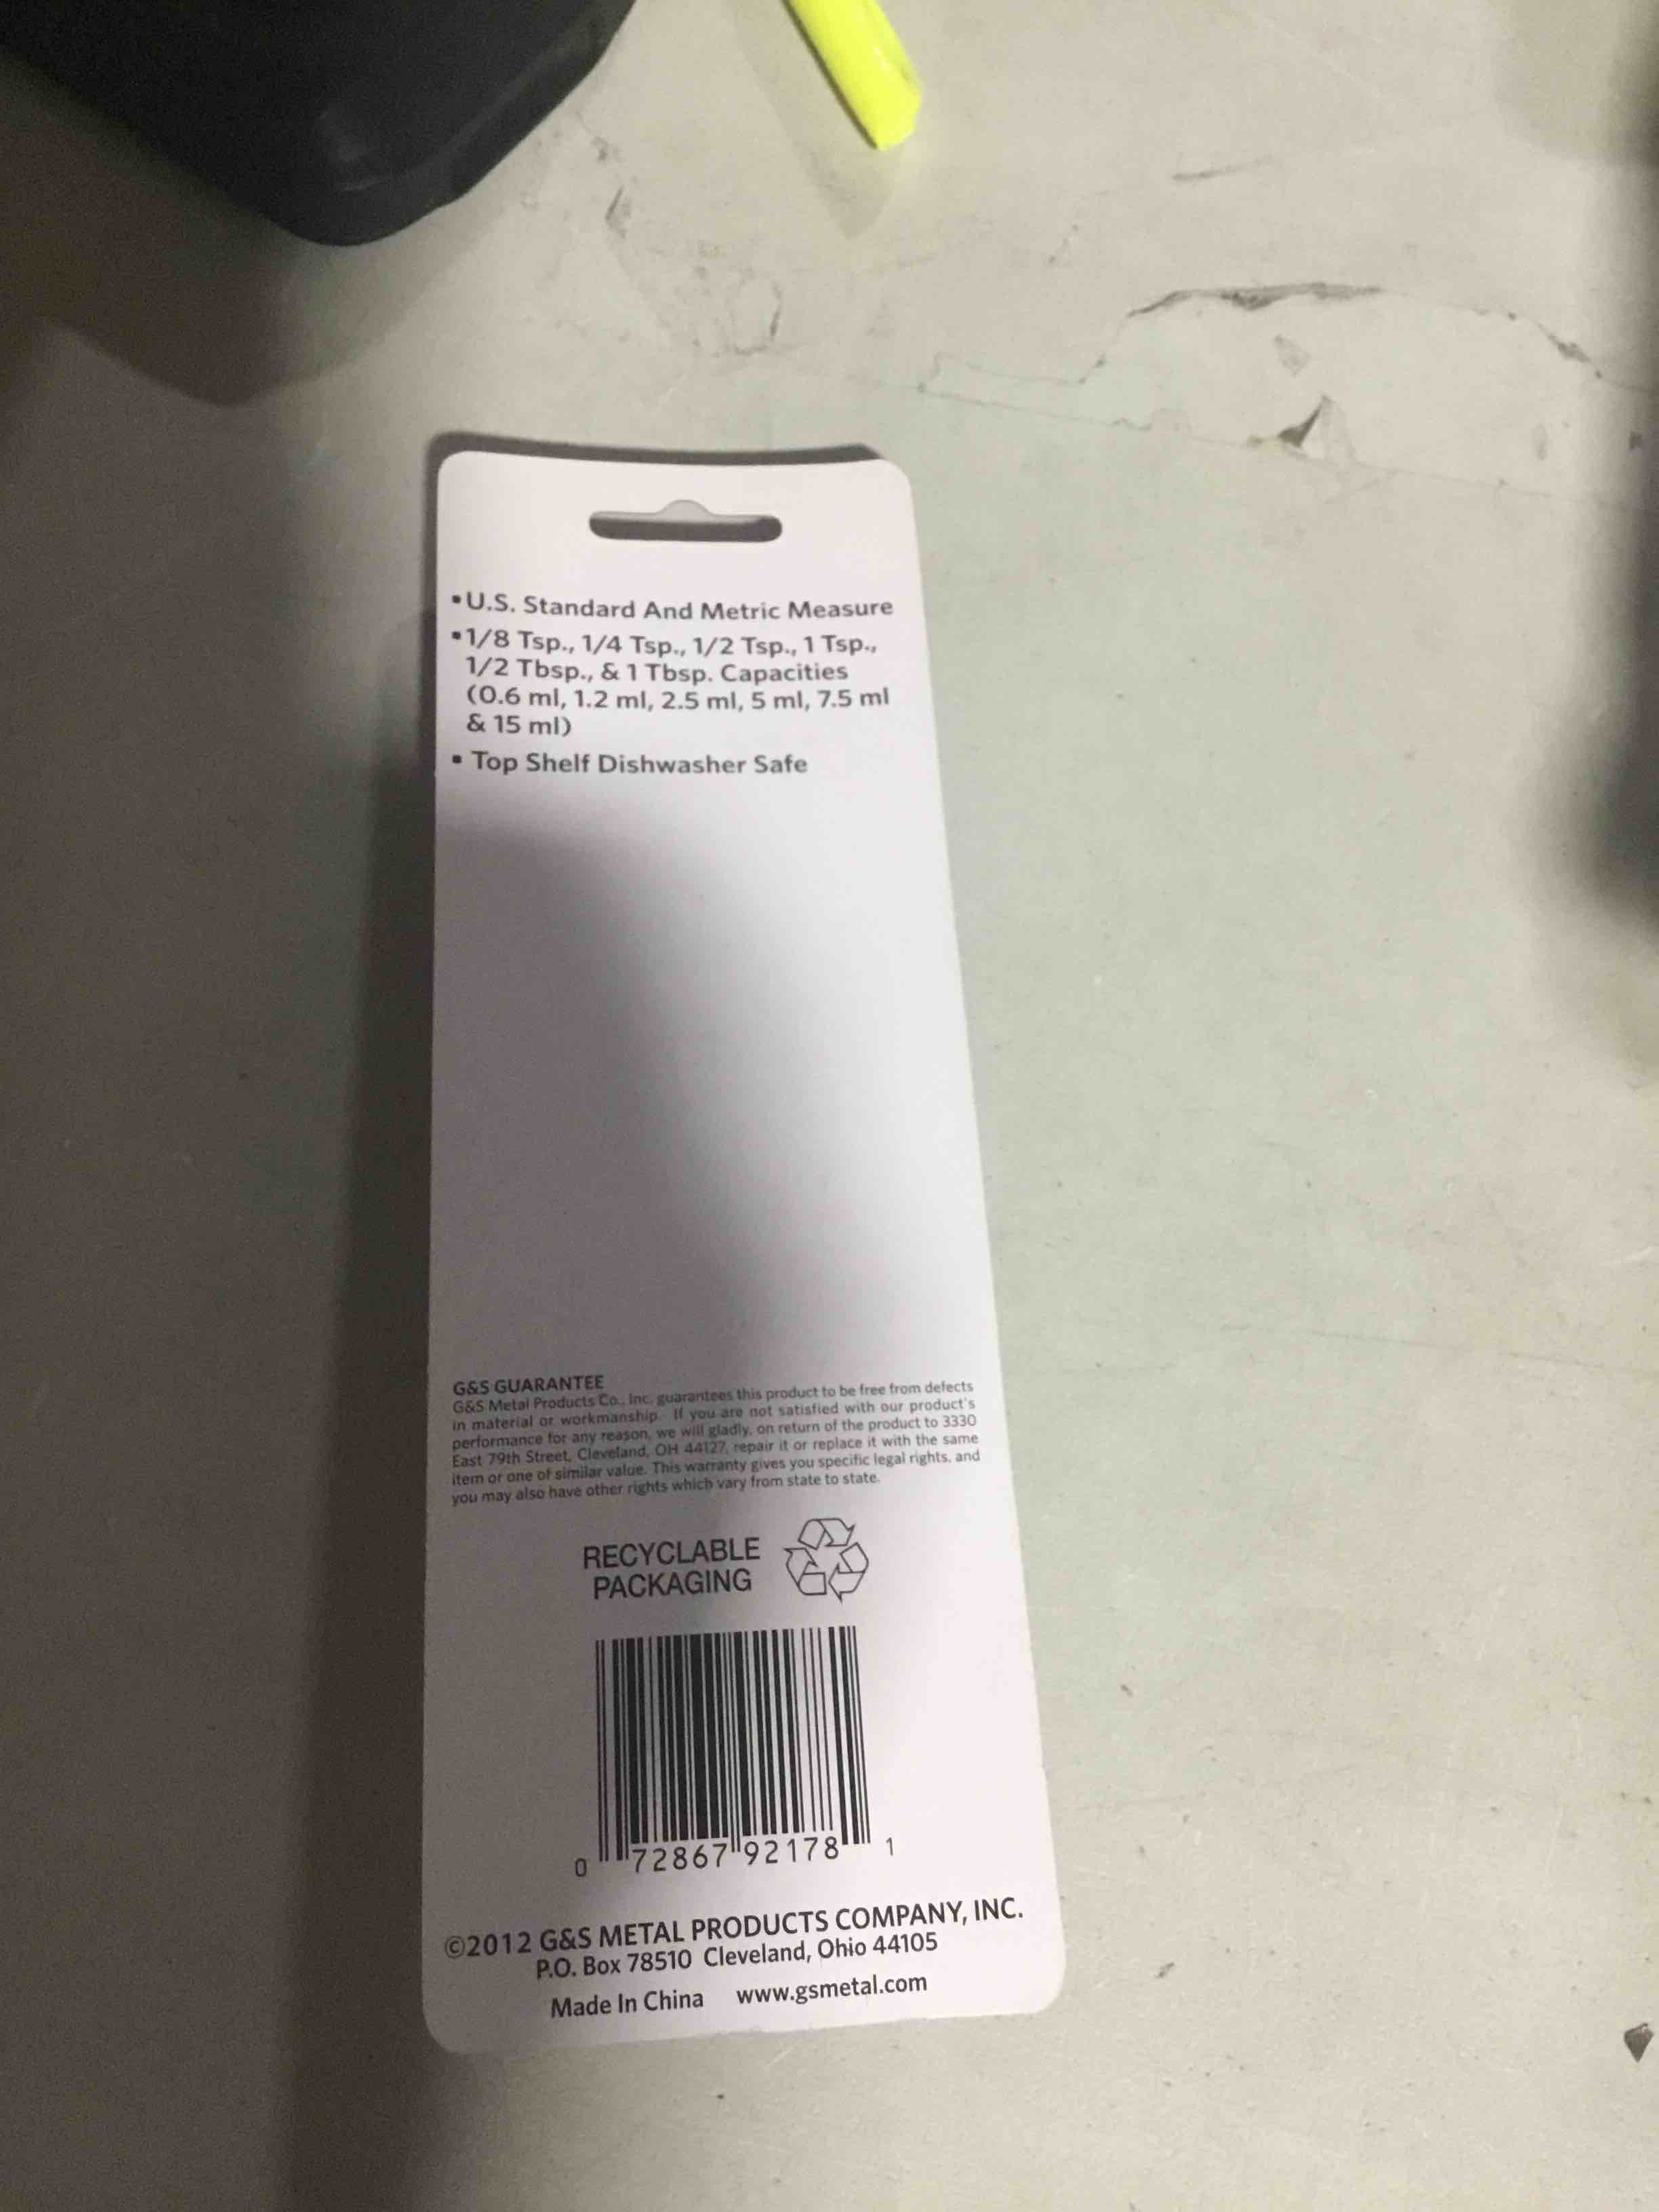 ▪U.S. Standard And Metric Measure
▪1/8 Tsp., 1/4 Tsp., 1/2 Tsp., 1 Tsp.,
1/2 Tbsp., & 1 Tbsp. Capacities
(0.6 ml, 1.2 ml, 2.5 ml, 5 ml, 7.5 ml
& 15 ml)
▪ Top Shelf Dishwasher Safe
G&S GUARANTEE
G&S Metal Products Co., Inc. guarantees this product to be free from defects
in material or workmanship. If you are not satisfied with our product's
performance for any reason, we will gladly, on return of the product to 3330
East 79th Street, Cleveland, OH 44127, repair it or replace it with the same
item or one of similar value. This warranty gives you specific legal rights, and
you may also have other rights which vary from state to state.
RECYCLABLE
PACKAGING
0 72867 92178 1
©2012 G&S METAL PRODUCTS COMPANY, INC.
P.O. Box 78510 Cleveland, Ohio 44105
Made In China www.gsmetal.com